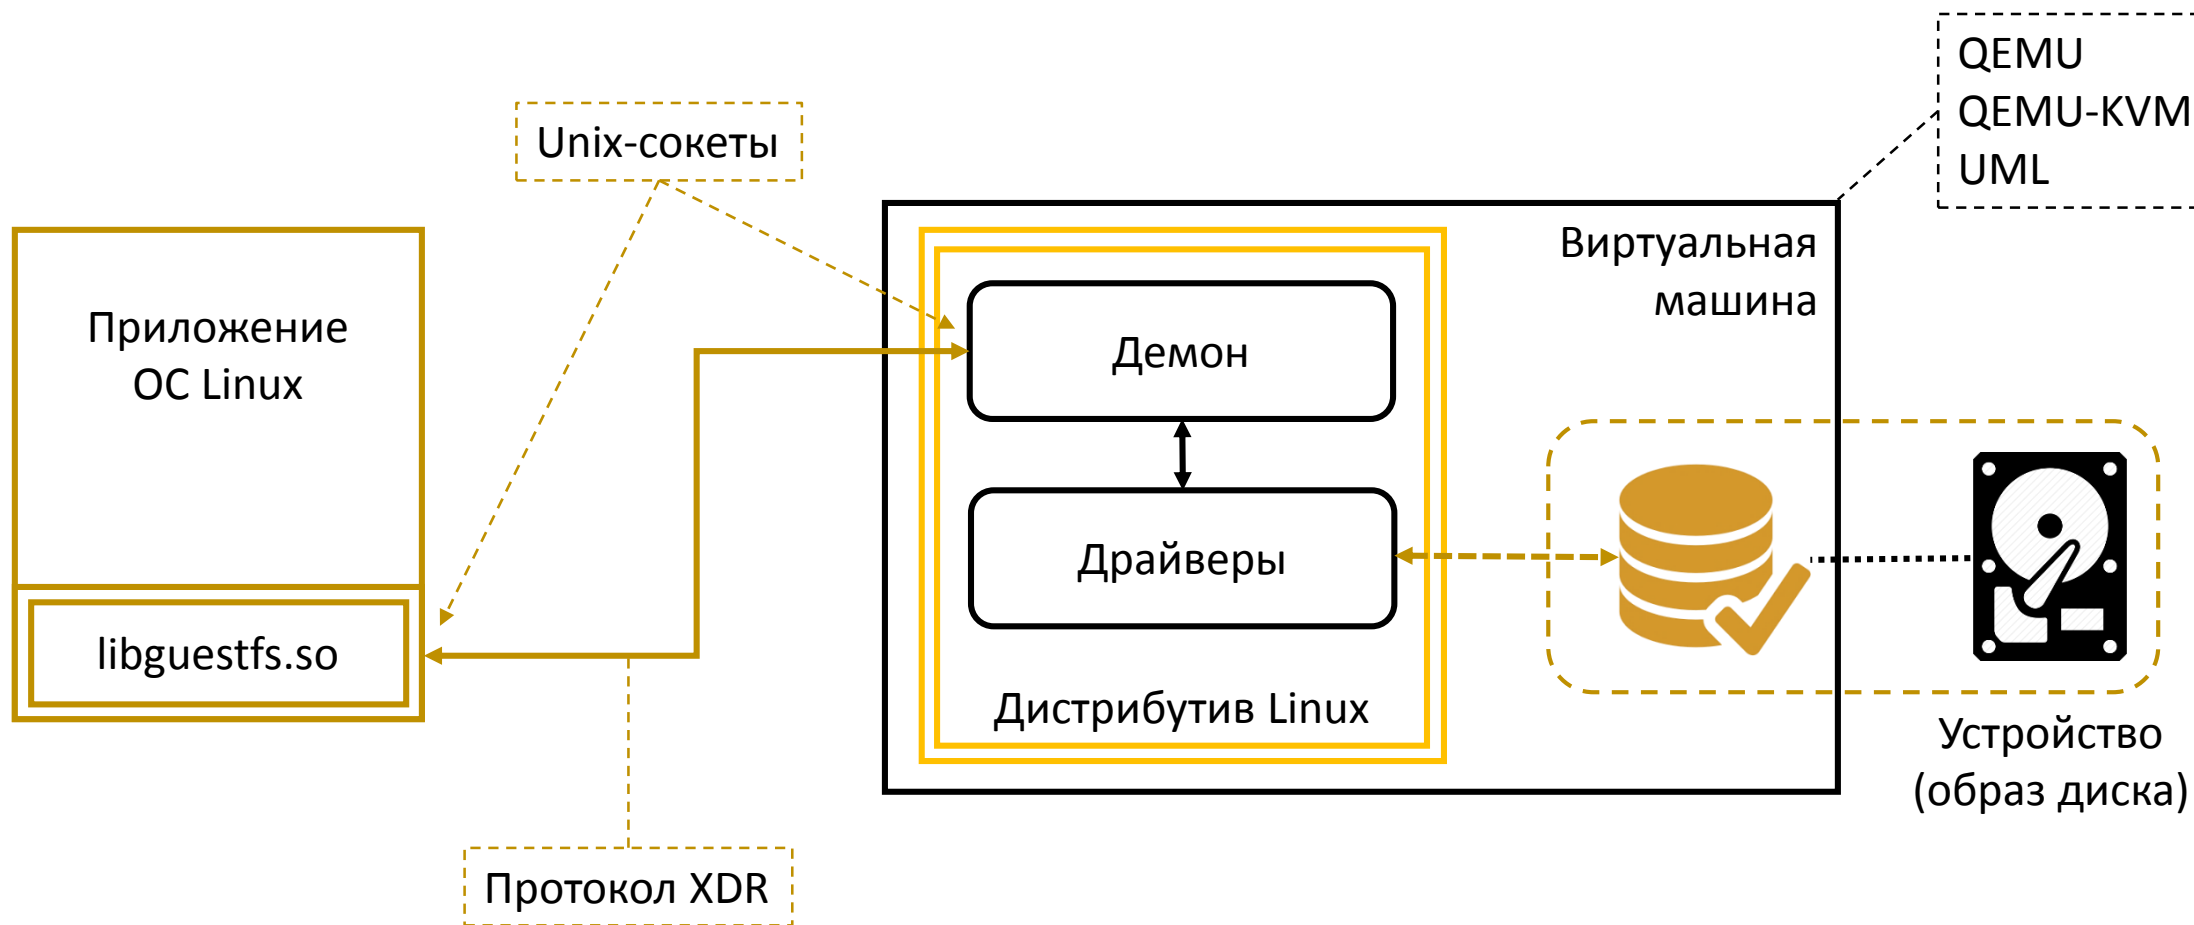 QEMU
QEMU-KVM
UML
Unix-сокеты
Виртуальная
машина
Приложение
ОС Linux
Демон
Драйверы
libguestfs.so
Дистрибутив Linux
Устройство
(образ диска)
Протокол XDR